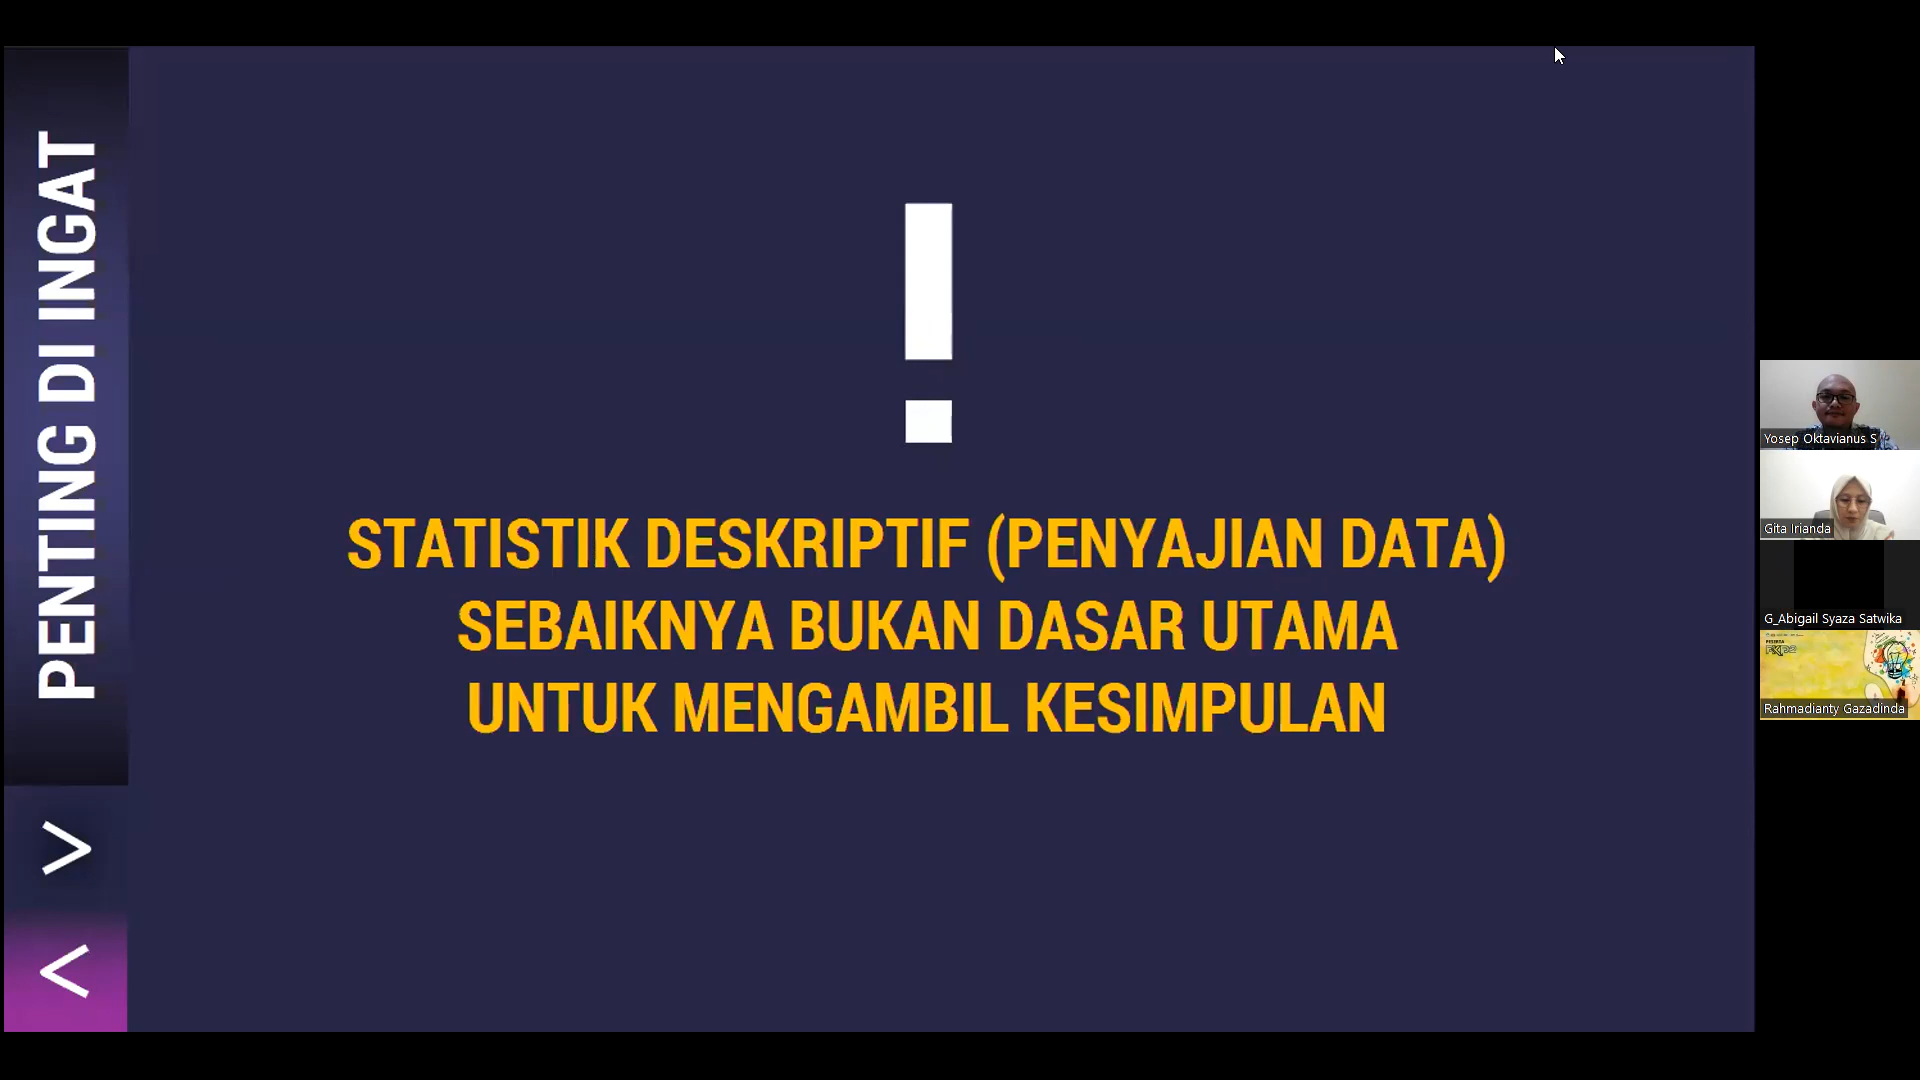 PENTING DI INGAT
!
STATISTIK DESKRIPTIF (PENYAJIAN DATA)
SEBAIKNYA BUKAN DASAR UTAMA
UNTUK MENGAMBIL KESIMPULAN
Yosep Oktavianus S
Gita Irianda
G_Abigail Syaza Satwika
PESERTA
Rahmadianty Gazadinda